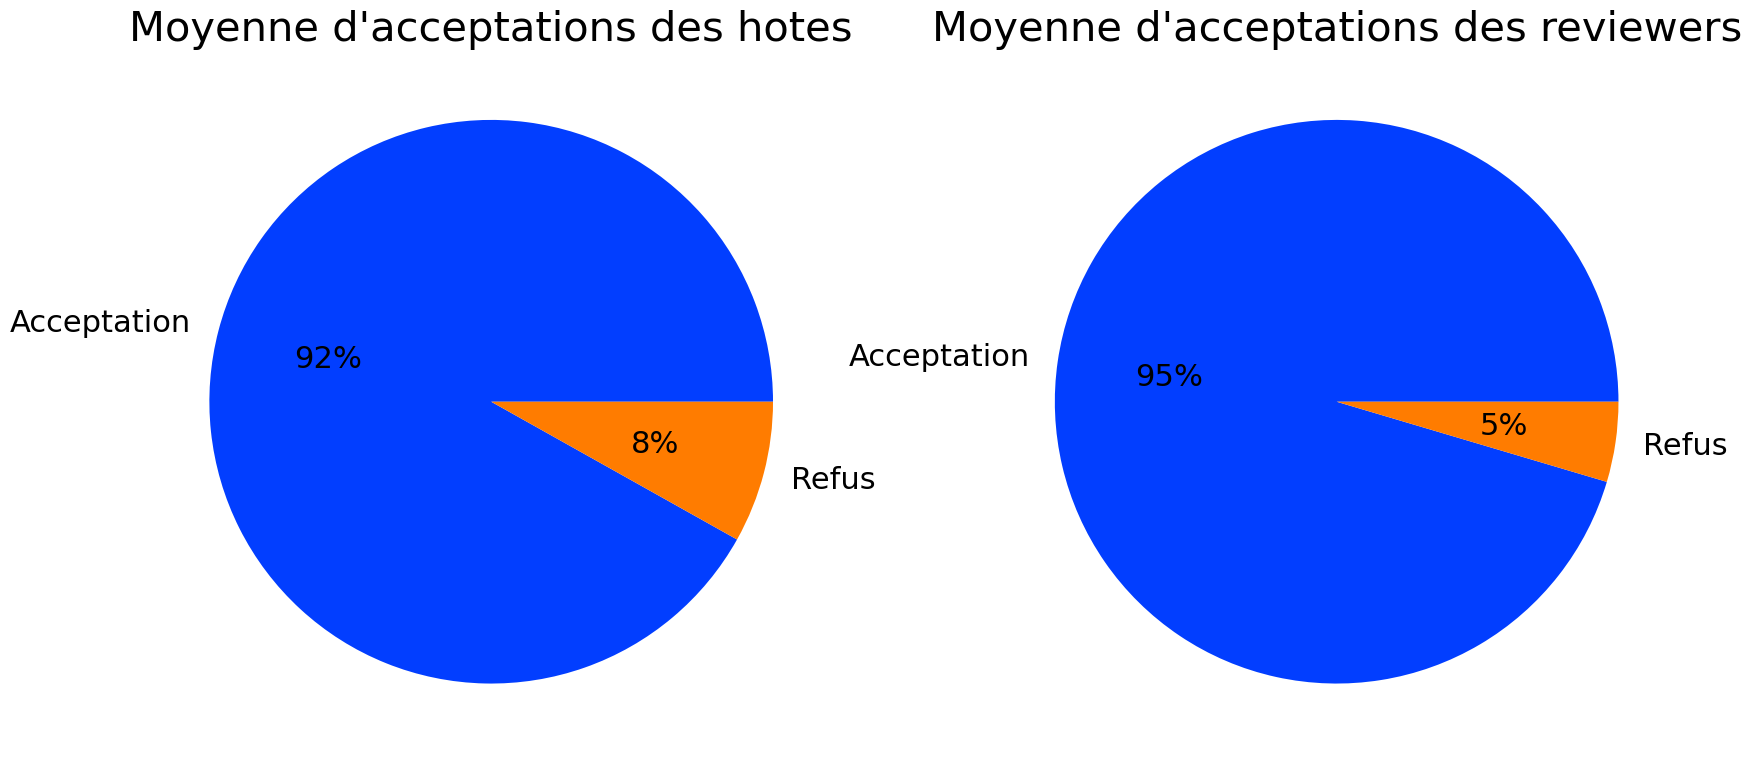 Moyenne d'acceptations des hotes
Acceptation
92%
8%
Refus
Moyenne d'acceptations des reviewers
Acceptation
95%
5%
Refus